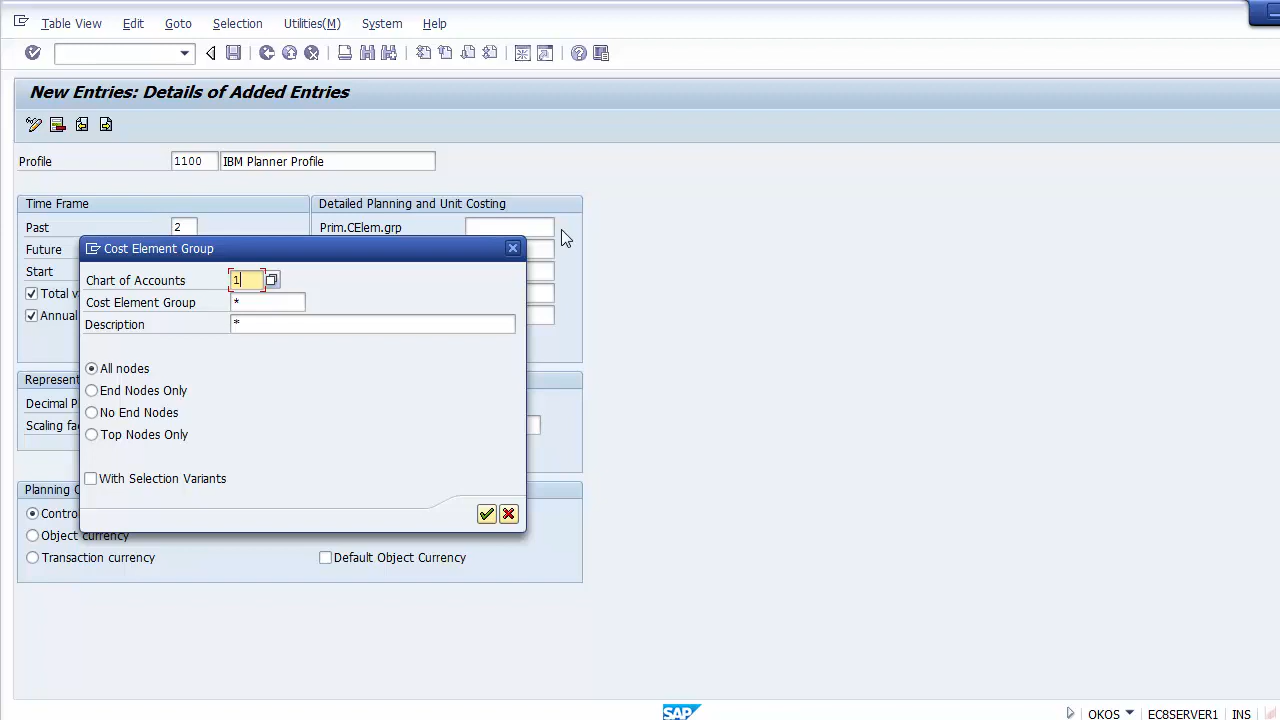 Table View Edit Goto Selection Utilities(M) System Help
New Entries: Details of Added Entries
Profile 1100 IBM Planner Profile
Time Frame Detailed Planning and Unit Costing
Past 2 Prim.CElem.grp
Future
Start
Total v
Annual
Cost Element Group
Chart of Accounts 1
Cost Element Group *
Description *
All nodes
End Nodes Only
No End Nodes
Top Nodes Only
With Selection Variants
Represent
Decimal P
Scaling fac
Planning C
Contro
Object currency
Transaction currency Default Object Currency
SAP OKOS EC8SERVER1 INS